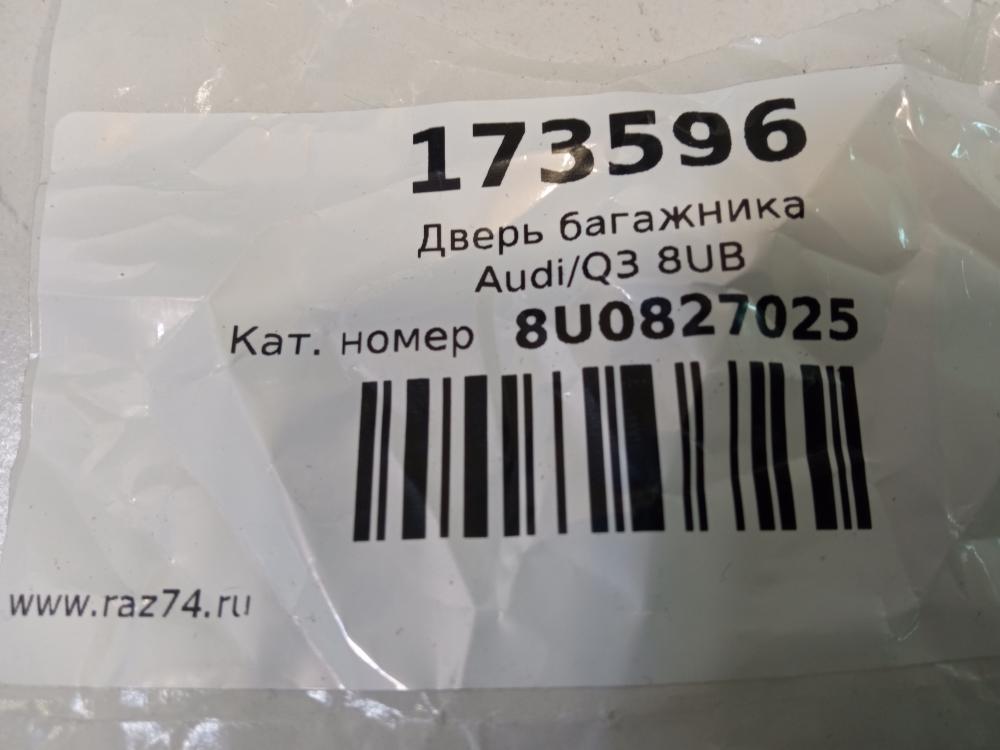 173596
Дверь багажника
Audi/Q3 8UB
Кат. номер 8U0827025
www.raz74.ru